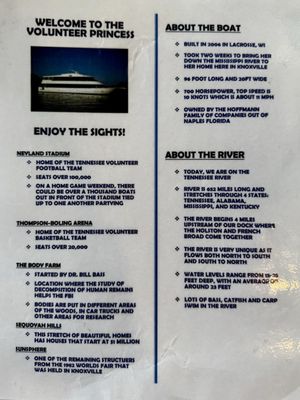 WELCOME TO THE
VOLUNTEER PRINCESS
ENJOY THE SIGHTS!
NEYLAND STADIUM
HOME OF THE TENNESSEE VOLUNTEER
FOOTBALL TEAM
SEATS OVER 100,000
ON A HOME GAME WEEKEND, THERE
COULD BE OVER A THOUSAND BOATS
OUT IN FRONT OF THE STADIUM TIED
UP TO ONE ANOTHER PARTYING
THOMPSON-BOLING ARENA
HOME OF THE TENNESSEE VOLUNTEER
BASKETBALL TEAM
SEATS OVER 20,000
THE BODY FARM
STARTED BY DR. BILL BASS
LOCATION WHERE THE STUDY OF
DECOMPSITION OF HUMAN REMAINS
HELPS THE FBI
BODIES ARE PUT IN DIFFERENT AREAS
OF THE WOODS, IN CAR TRUNKS AND
OTHER AREAS FOR RESEARCH
SEQUOYAH HILLS
THIS STRETCH OF BEAUTIFUL HOMES
HAS HOUSES THAT START AT $1 MILLION
SUNSPHERE
ONE OF THE REMAINING STRUCTUERS
FROM THE 1982 WORLDS FAIR THAT
WAS HELD IN KNOXVILLE
ABOUT THE BOAT
BUILT IN 2006 IN LACROSSE, WI
TOOK TWO WEEKS TO BRING HER
DOWN THE MISSISSIPPI RIVER TO
HER HOME HERE IN KNOXVILLE
96 FOOT LONG AND 20FT WIDE
700 HORSEPOWER, TOP SPEED IS
10 KNOTS WHICH IS ABOUT 11 MPH
OWNED BY THE HOFFMANN
FAMILY OF COMPANIES OUT OF
NAPLES FLORIDA
ABOUT THE RIVER
TODAY, WE ARE ON THE
TENNESSEE RIVER
RIVER IS 652 MILES LONG AND
STRETCHES THROUGH 4 STATES:
TENNESSEE, ALABAMA,
MISSISSIPPI, AND KENTUCKY
THE RIVER BEGINS 4 MILES
UPSTREAM OF OUR DOCK WHERE
THE HOLSTON AND FRENCH
BROAD COME TOGETHER
THE RIVER IS VERY UNIQUE AS IT
FLOWS BOTH NORTH TO SOUTH
AND SOUTH TO NORTH
WATER LEVELS RANGE FROM
FEET DEEP, WITH AN AVERAGE OF
AROUND 25 FEET
LOTS OF BASS, CATFISH AND CARP
SWIM IN THE RIVER